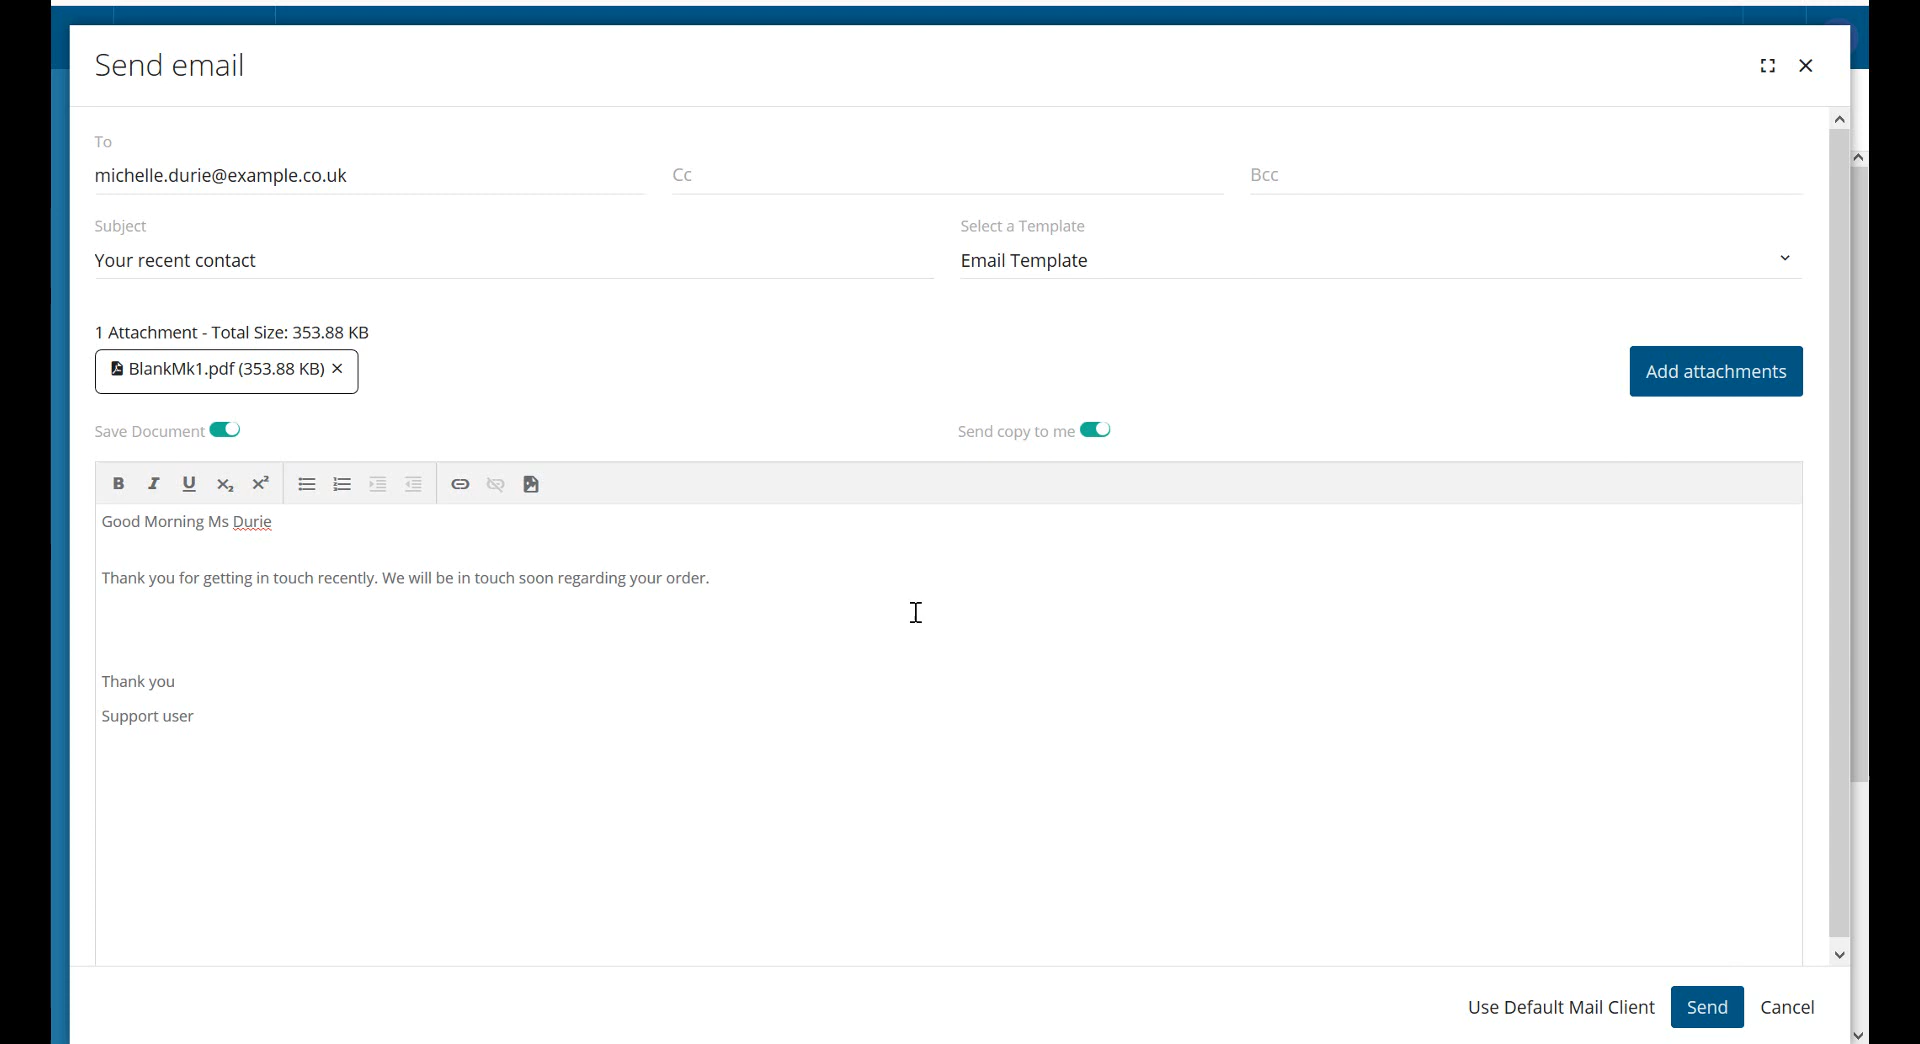 Send email
To
michelle.durie@example.co.uk
Cc
Bcc
Subject
Select a Template
Your recent contact
Email Template
1 Attachment - Total Size: 353.88 KB
BlankMk1.pdf (353.88 KB)
Add attachments
Save Document
Send copy to me
Good Morning Ms Durie
Thank you for getting in touch recently. We will be in touch soon regarding your order.
Thank you
Support user
Use Default Mail Client
Send
Cancel